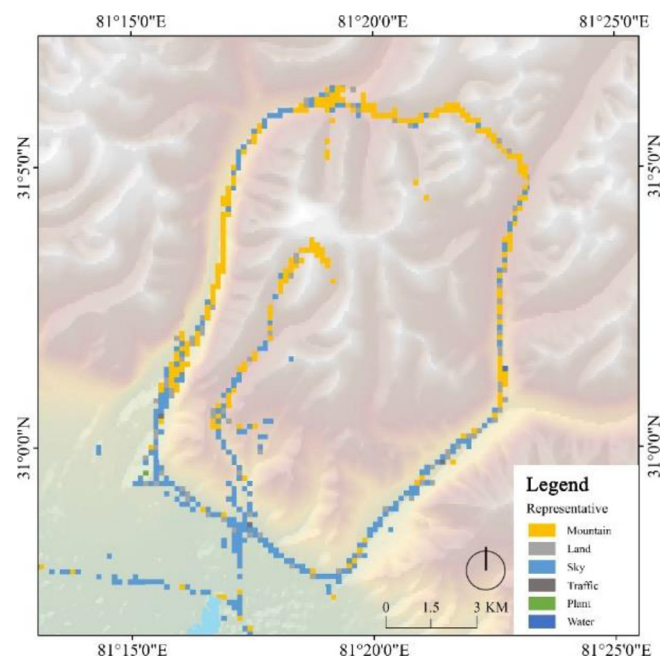 81°15'0"E 81°20'0"E 81°25'0"E
31°5'0"N 31°5'0"N
31°0'0"N 31°0'0"N
Legend
Representative
Mountain
Land
Sky
Traffic
Plant
Water
0 1.5 3 KM
81°15'0"E 81°20'0"E 81°25'0"E